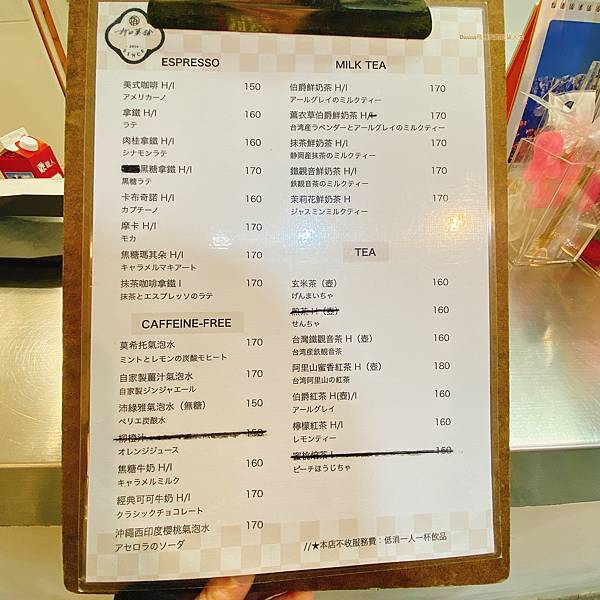 SINCE
ESPRESSO
美式咖啡 H/I 150
アメリカーノ
拿鐵 H/I 160
ラテ
肉桂拿鐵 H/I 160
シナモンラテ
黑糖拿鐵 H/I 170
黒糖ラテ
卡布奇諾 H/I 160
カプチーノ
摩卡 H/I 170
モカ
焦糖瑪其朵 H/I 170
キャラメルマキアート
抹茶咖啡拿鐵 I 170
抹茶とエスプレッソのラテ
CAFFEINE-FREE
莫希托氣泡水 170
ミントとレモンの炭酸モヒート
自家製薑汁氣泡水 170
自家製ジンジャエール
沛綠雅氣泡水（無糖） 150
ペリエ炭酸水
柳橙汁 150
オレンジジュース
焦糖牛奶 H/I 160
キャラメルミルク
經典可可牛奶 H/I 170
クラシックチョコレート
沖繩西印度櫻桃氣泡水 170
アセロラのソーダ
MILK TEA
伯爵鮮奶茶 H/I 170
アールグレイのミルクティー
薰衣草伯爵鮮奶茶 H/I 170
台湾産ラベンダーとアールグレイのミルクティー
抹茶鮮奶茶 H/I 170
静岡産抹茶のミルクティー
鐵觀音鮮奶茶 H/I 170
鉄観音茶のミルクティー
茉莉花鮮奶茶 H 170
ジャスミンミルクティー
TEA
玄米茶（壺） 160
げんまいちゃ
煎茶 H（壺） 160
せんちゃ
台灣鐵觀音茶 H（壺） 160
台湾産鉄観音茶
阿里山蜜香紅茶 H（壺） 180
台湾阿里山の紅茶
伯爵紅茶 H(壺)/I 160
アールグレイ
檸檬紅茶 H/I 160
レモンティー
蜜桃焙茶 I 160
ピーチほうじちゃ
//★本店不收服務費：低消一人一杯飲品